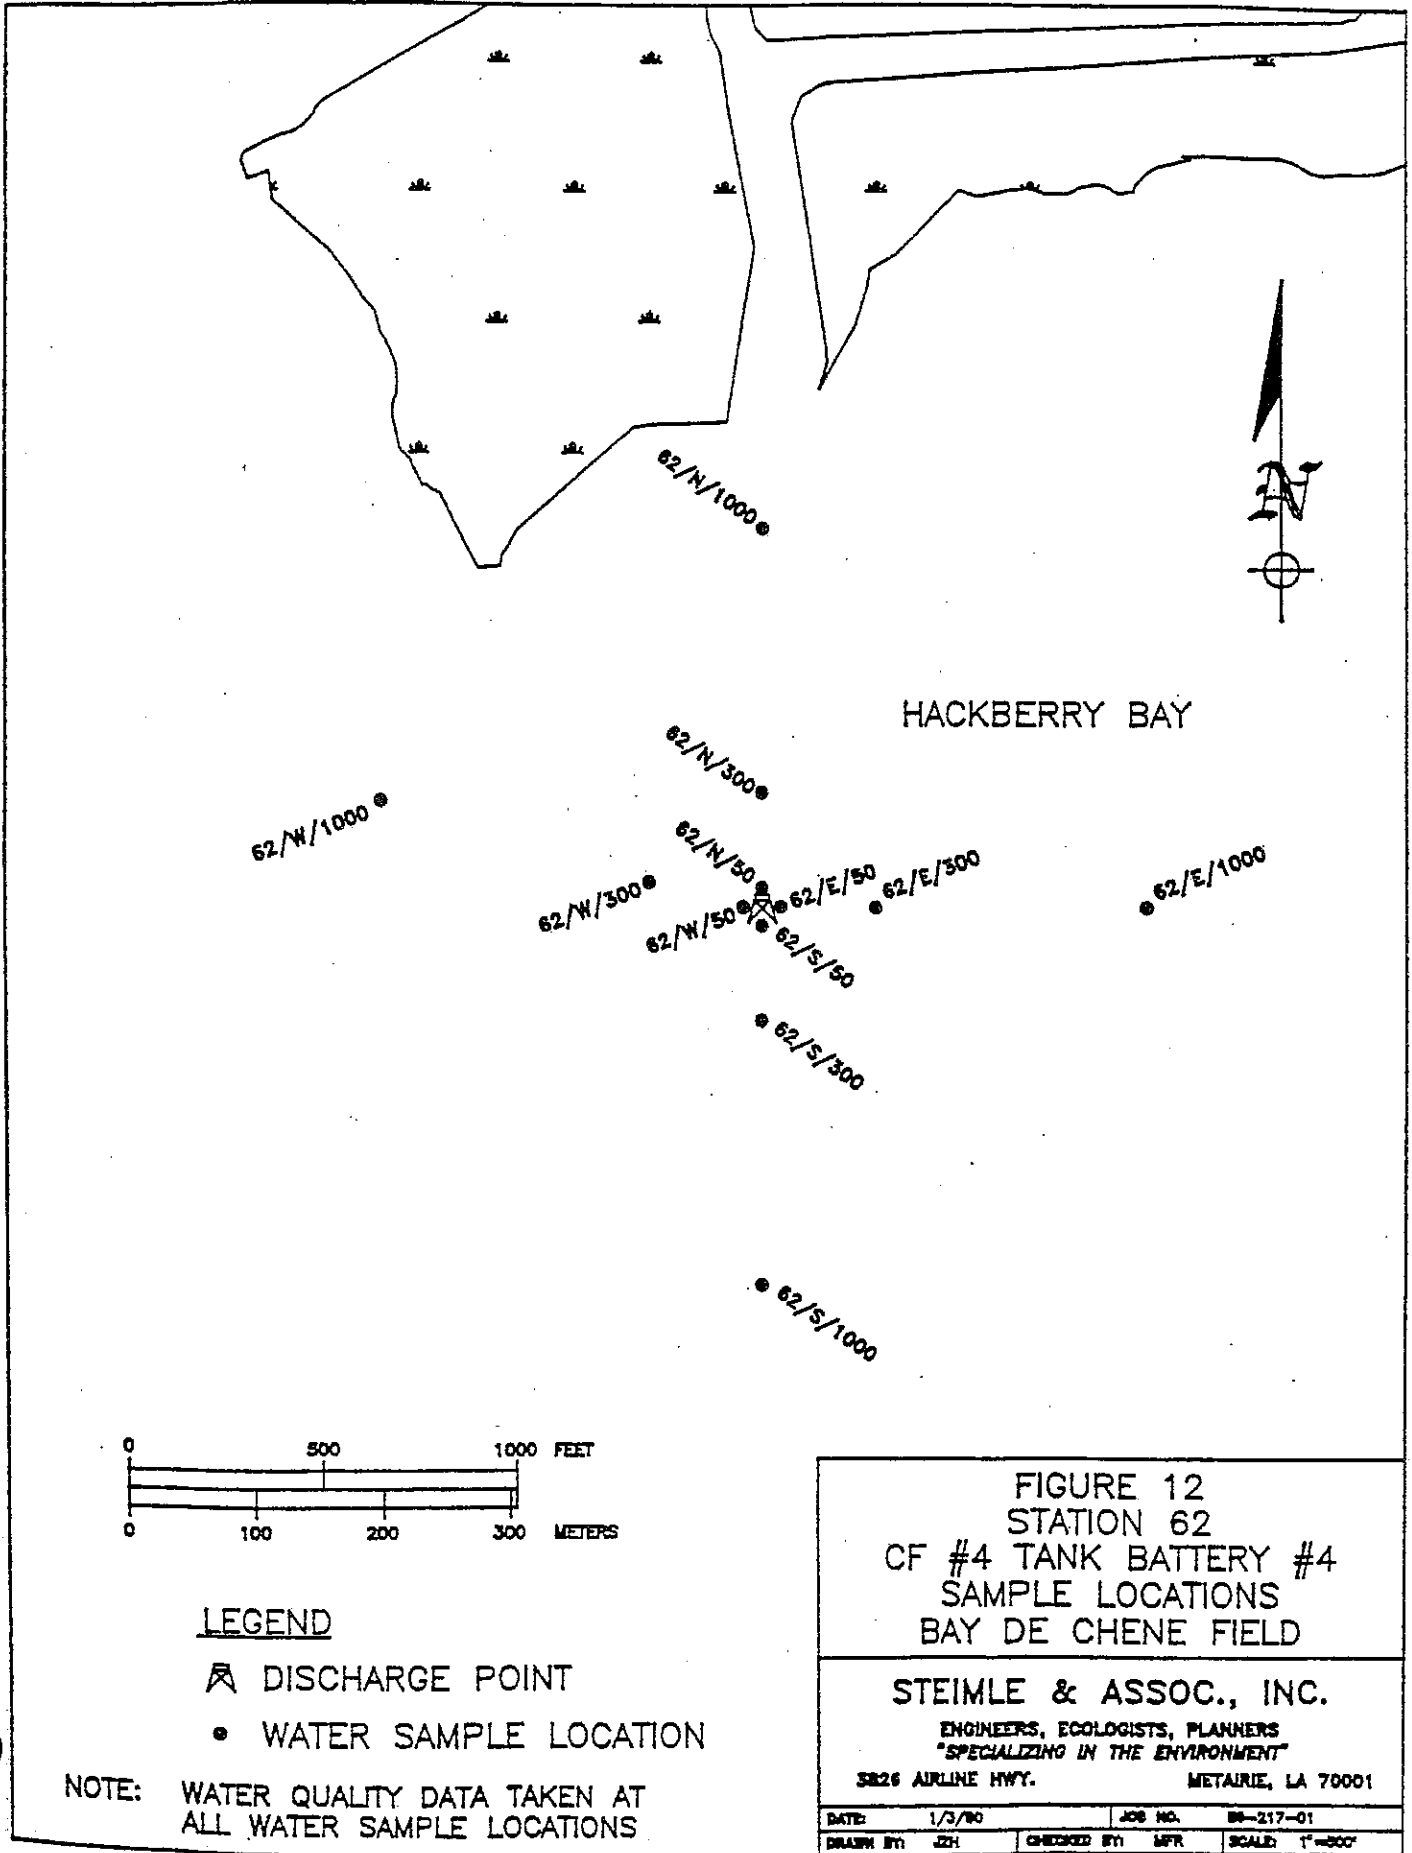 62/N/1000
N
HACKBERRY BAY
62/N/300
62/W/1000
62/N/50
62/W/300
62/E/50
62/E/300
62/E/1000
62/W/50
62/S/50
62/S/300
62/S/1000
0 500 1000 FEET
0 100 200 300 METERS
LEGEND
DISCHARGE POINT
WATER SAMPLE LOCATION
NOTE: WATER QUALITY DATA TAKEN AT
ALL WATER SAMPLE LOCATIONS
FIGURE 12
STATION 62
CF #4 TANK BATTERY #4
SAMPLE LOCATIONS
BAY DE CHENE FIELD
STEIMLE & ASSOC., INC.
ENGINEERS, ECOLOGISTS, PLANNERS
"SPECIALIZING IN THE ENVIRONMENT"
3826 AIRLINE HWY. METAIRIE, LA 70001
DATE: JOB NO.
DRAWN BY: JZH CHECKED BY: MFR SCALE: